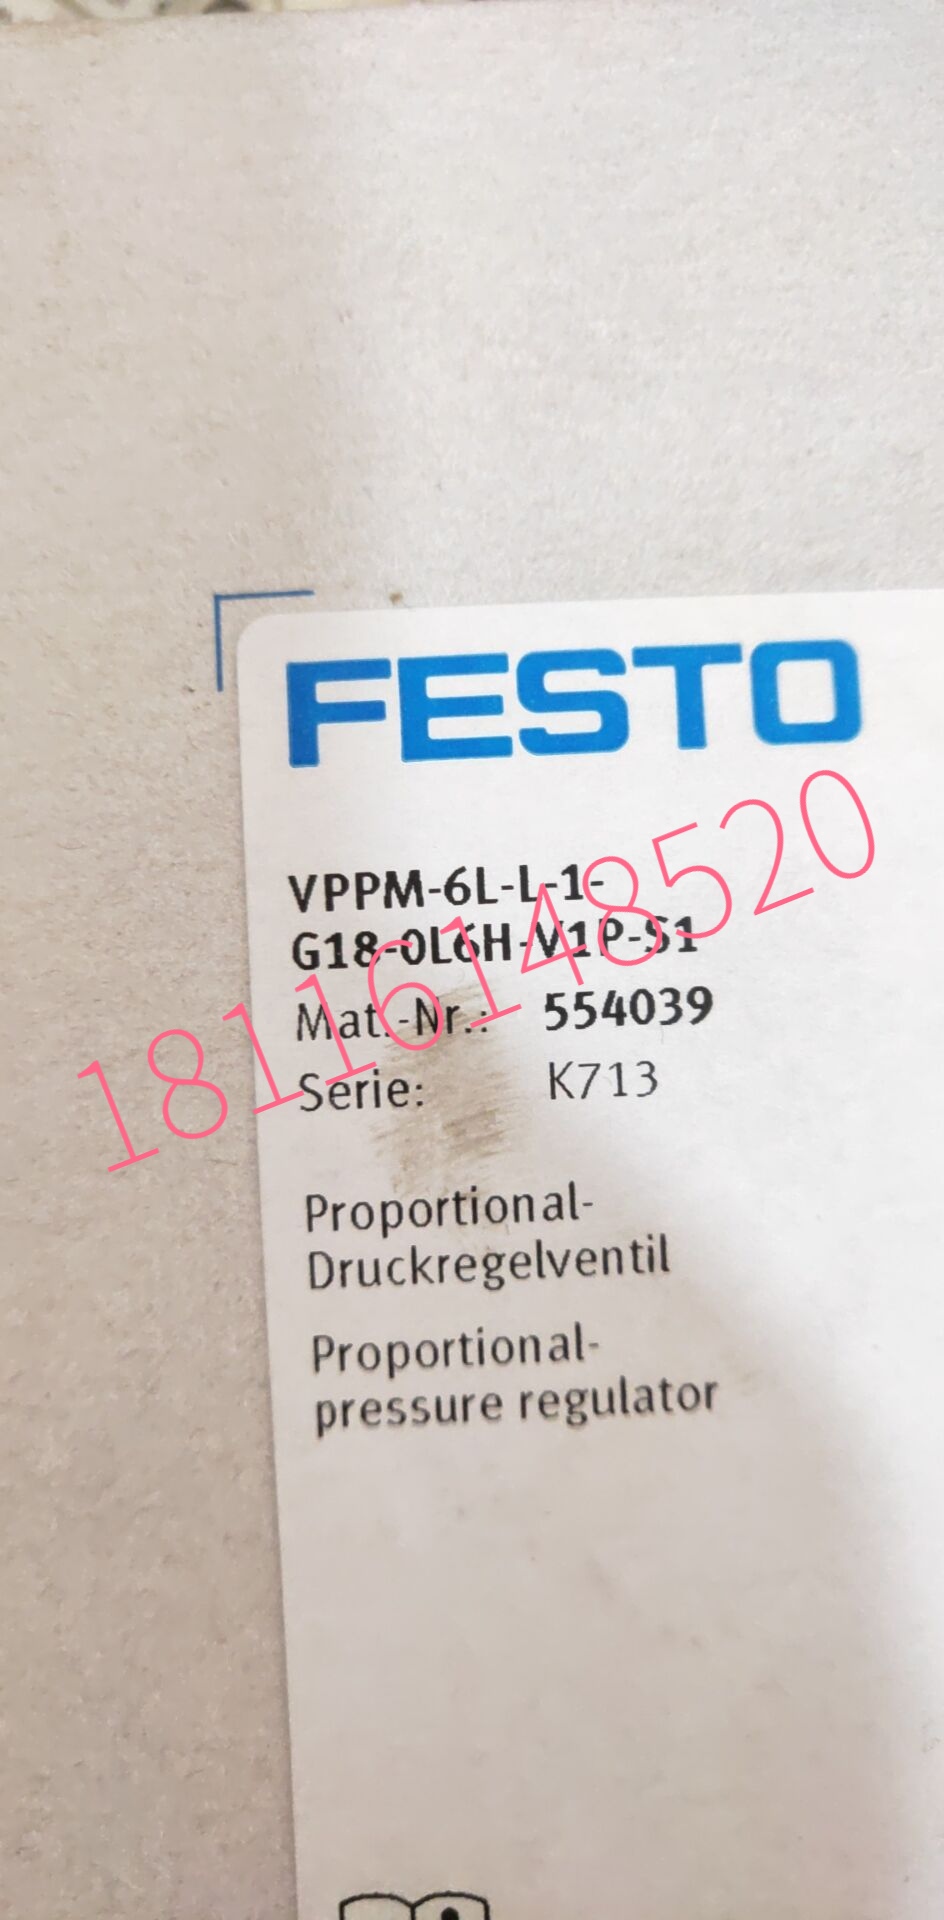 FESTO
VPPM-6L-L-1-
G18-0L6H-V1P-S1
Mat.-Nr.: 554039
Serie: K713
Proportional-
Druckregelventil
Proportional-
pressure regulator
18116148520